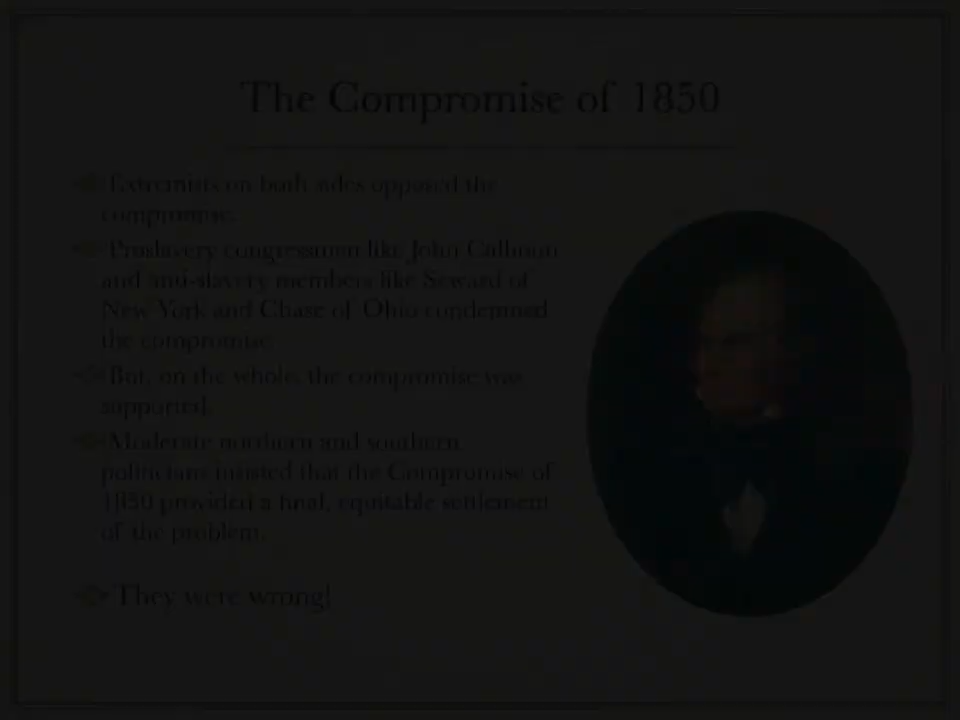 The Compromise of 1850
Extremists on both sides opposed the
compromise.
Proslavery congressmen like John Calhoun
and anti-slavery members like Seward of
New York and Chase of Ohio condemned
the compromise.
But, on the whole, the compromise was
supported.
Moderate northern and southern
politicians insisted that the Compromise of
1850 provided a final, equitable settlement
of the problem.
They were wrong!